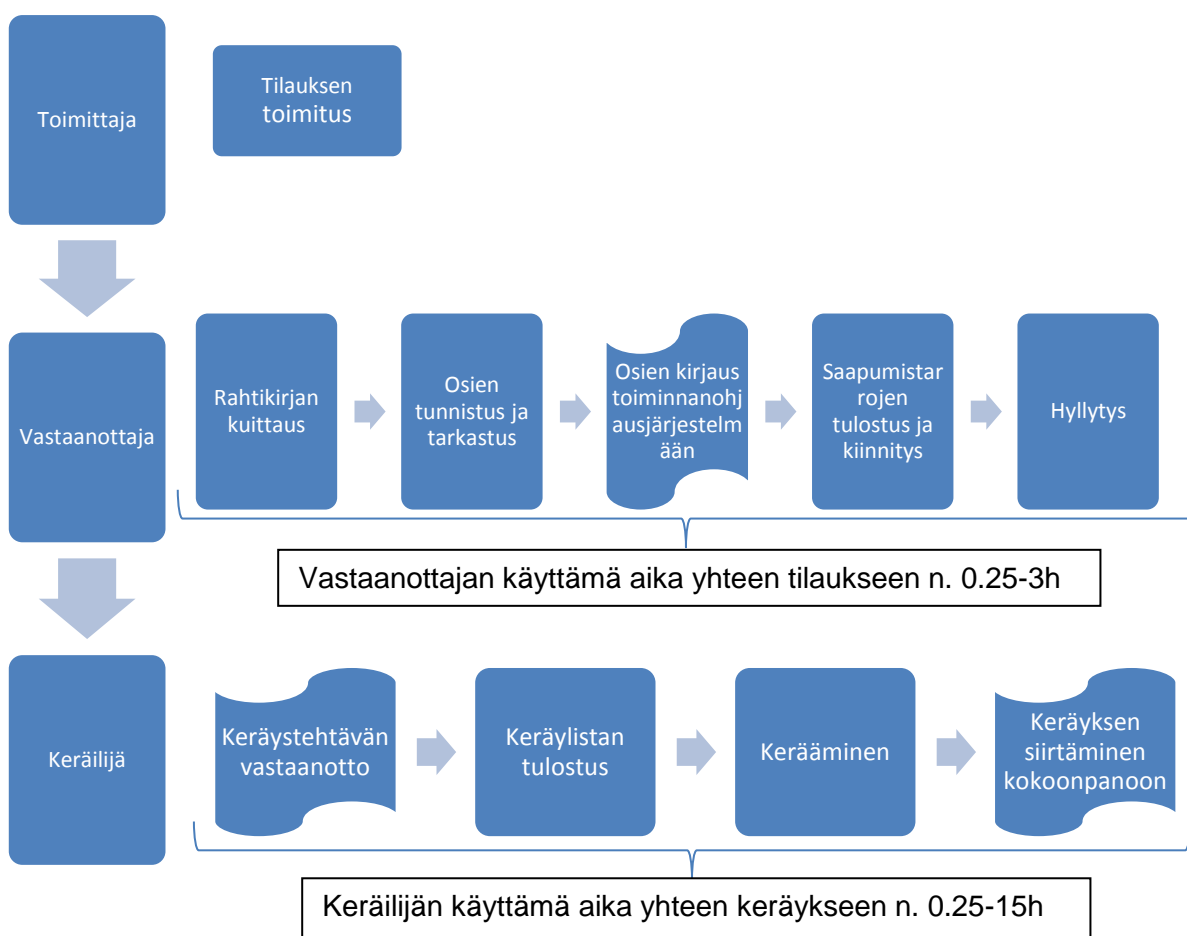 Toimittaja
Tilauksen
toimitus
Vastaanottaja
Rahtikirjan
kuittaus
Osien
tunnistus ja
tarkastus
Osien kirjaus
toiminnanohj
ausjärjestelm
ään
Saapumistar
rojen
tulostus ja
kiinnitys
Hyllytys
Vastaanottajan käyttämä aika yhteen tilaukseen n. 0.25-3h
Keräilijä
Keräystehtävän
vastaanotto
Keräylistan
tulostus
Kerääminen
Keräyksen
siirtäminen
kokoonpanoon
Keräilijän käyttämä aika yhteen keräykseen n. 0.25-15h